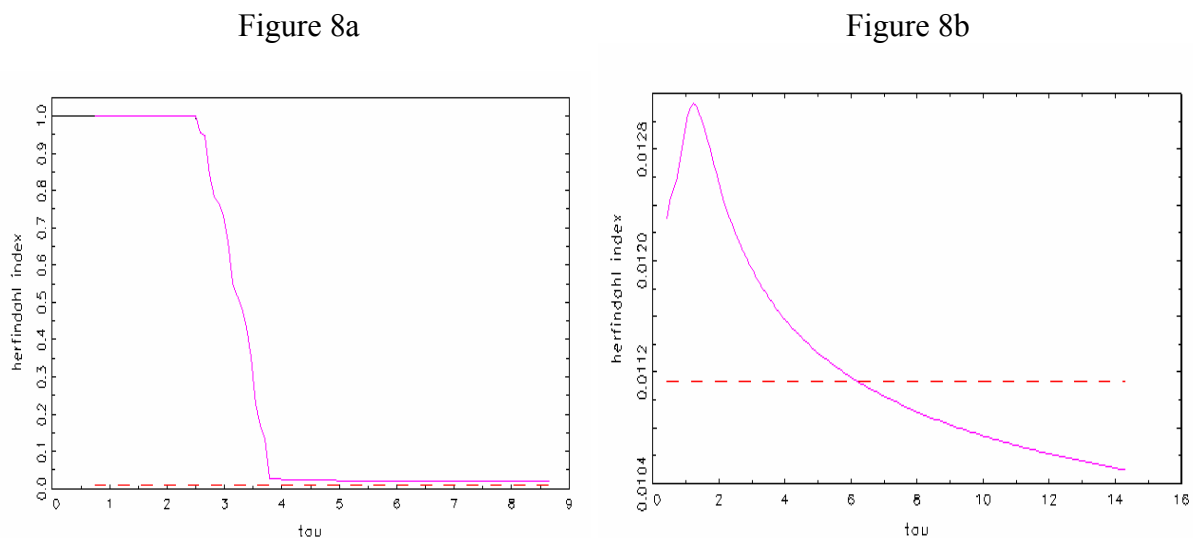 Figure 8a
Figure 8b
herfindahl index
0.0 0.1 0.2 0.3 0.4 0.5 0.6 0.7 0.8 0.9 1.0
0 1 2 3 4 5 6 7 8 9
tau
herfindahl index
0.0104 0.0112 0.0120 0.0128
0 2 4 6 8 10 12 14 16
tau